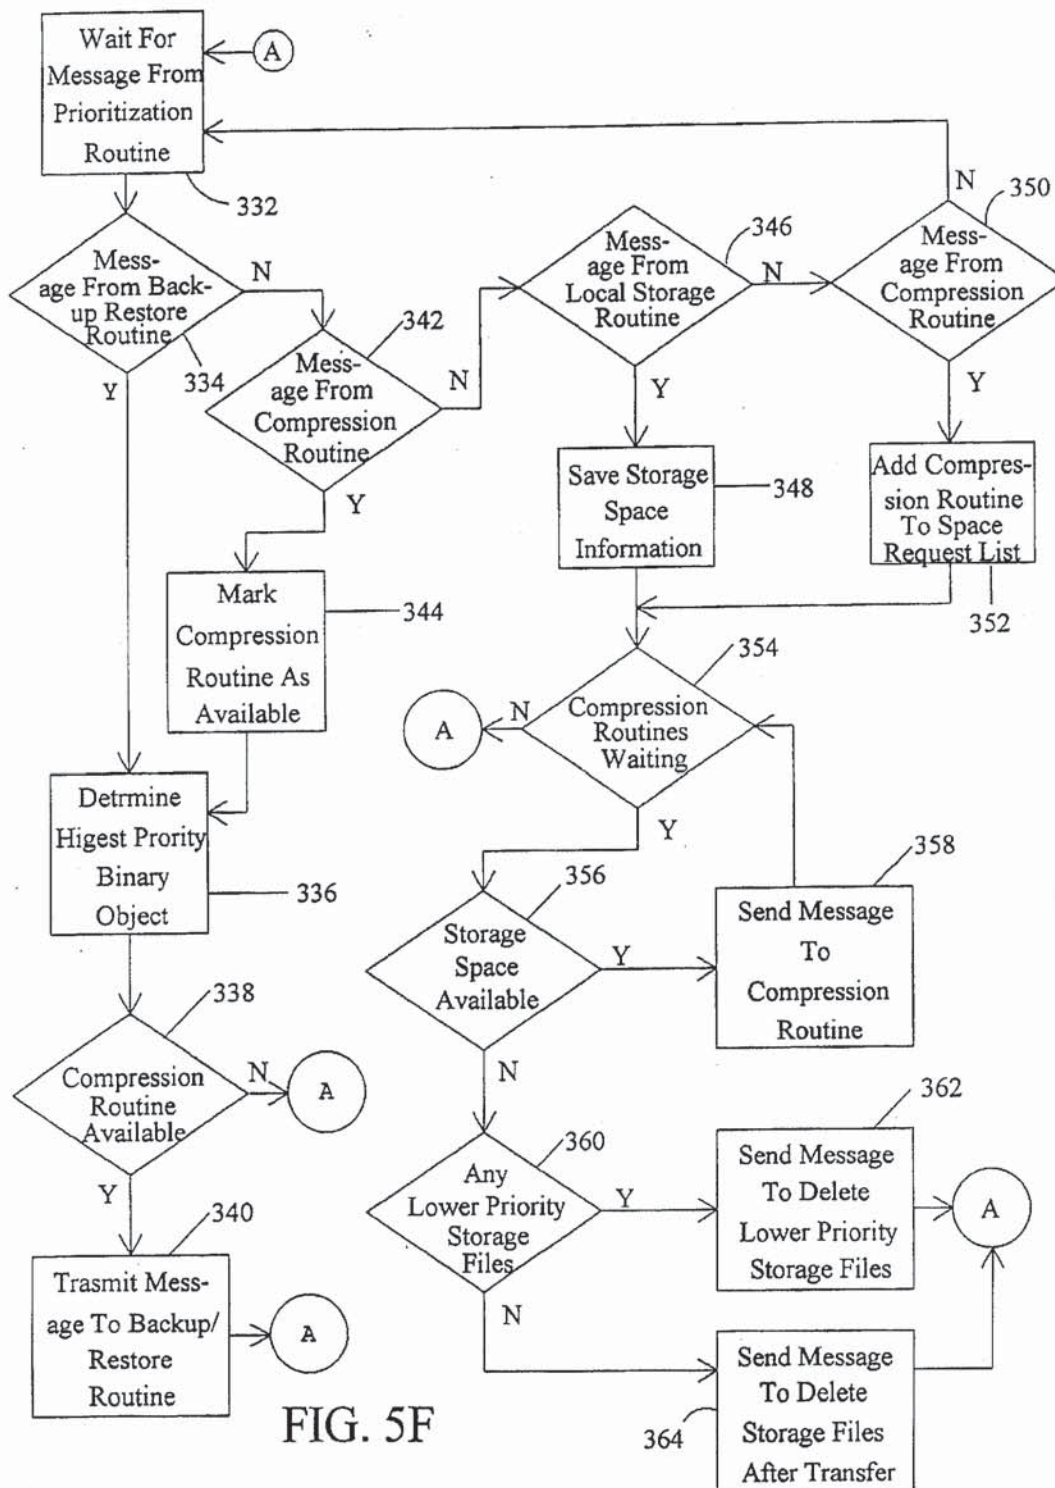 Wait For
Message From
Prioritization
Routine
A
332
Mess-
age From Back-
up Restore
Routine
334
N
Y
Mess-
age From
Compression
Routine
342
N
Y
Mess-
age From
Local Storage
Routine
346
N
Y
Mess-
age From
Compression
Routine
350
N
Y
Mark
Compression
Routine As
Available
344
Save Storage
Space
Information
348
Add Compres-
sion Routine
To Space
Request List
352
Compression
Routines
Waiting
354
N
A
Y
Detrmine
Higest Prority
Binary
Object
336
Storage
Space
Available
356
Y
N
Send Message
To
Compression
Routine
358
Compression
Routine
Available
338
N
A
Y
Any
Lower Priority
Storage
Files
360
Y
N
Send Message
To Delete
Lower Priority
Storage Files
362
A
Trasmit Mess-
age To Backup/
Restore
Routine
340
A
Send Message
To Delete
Storage Files
After Transfer
364
FIG. 5F